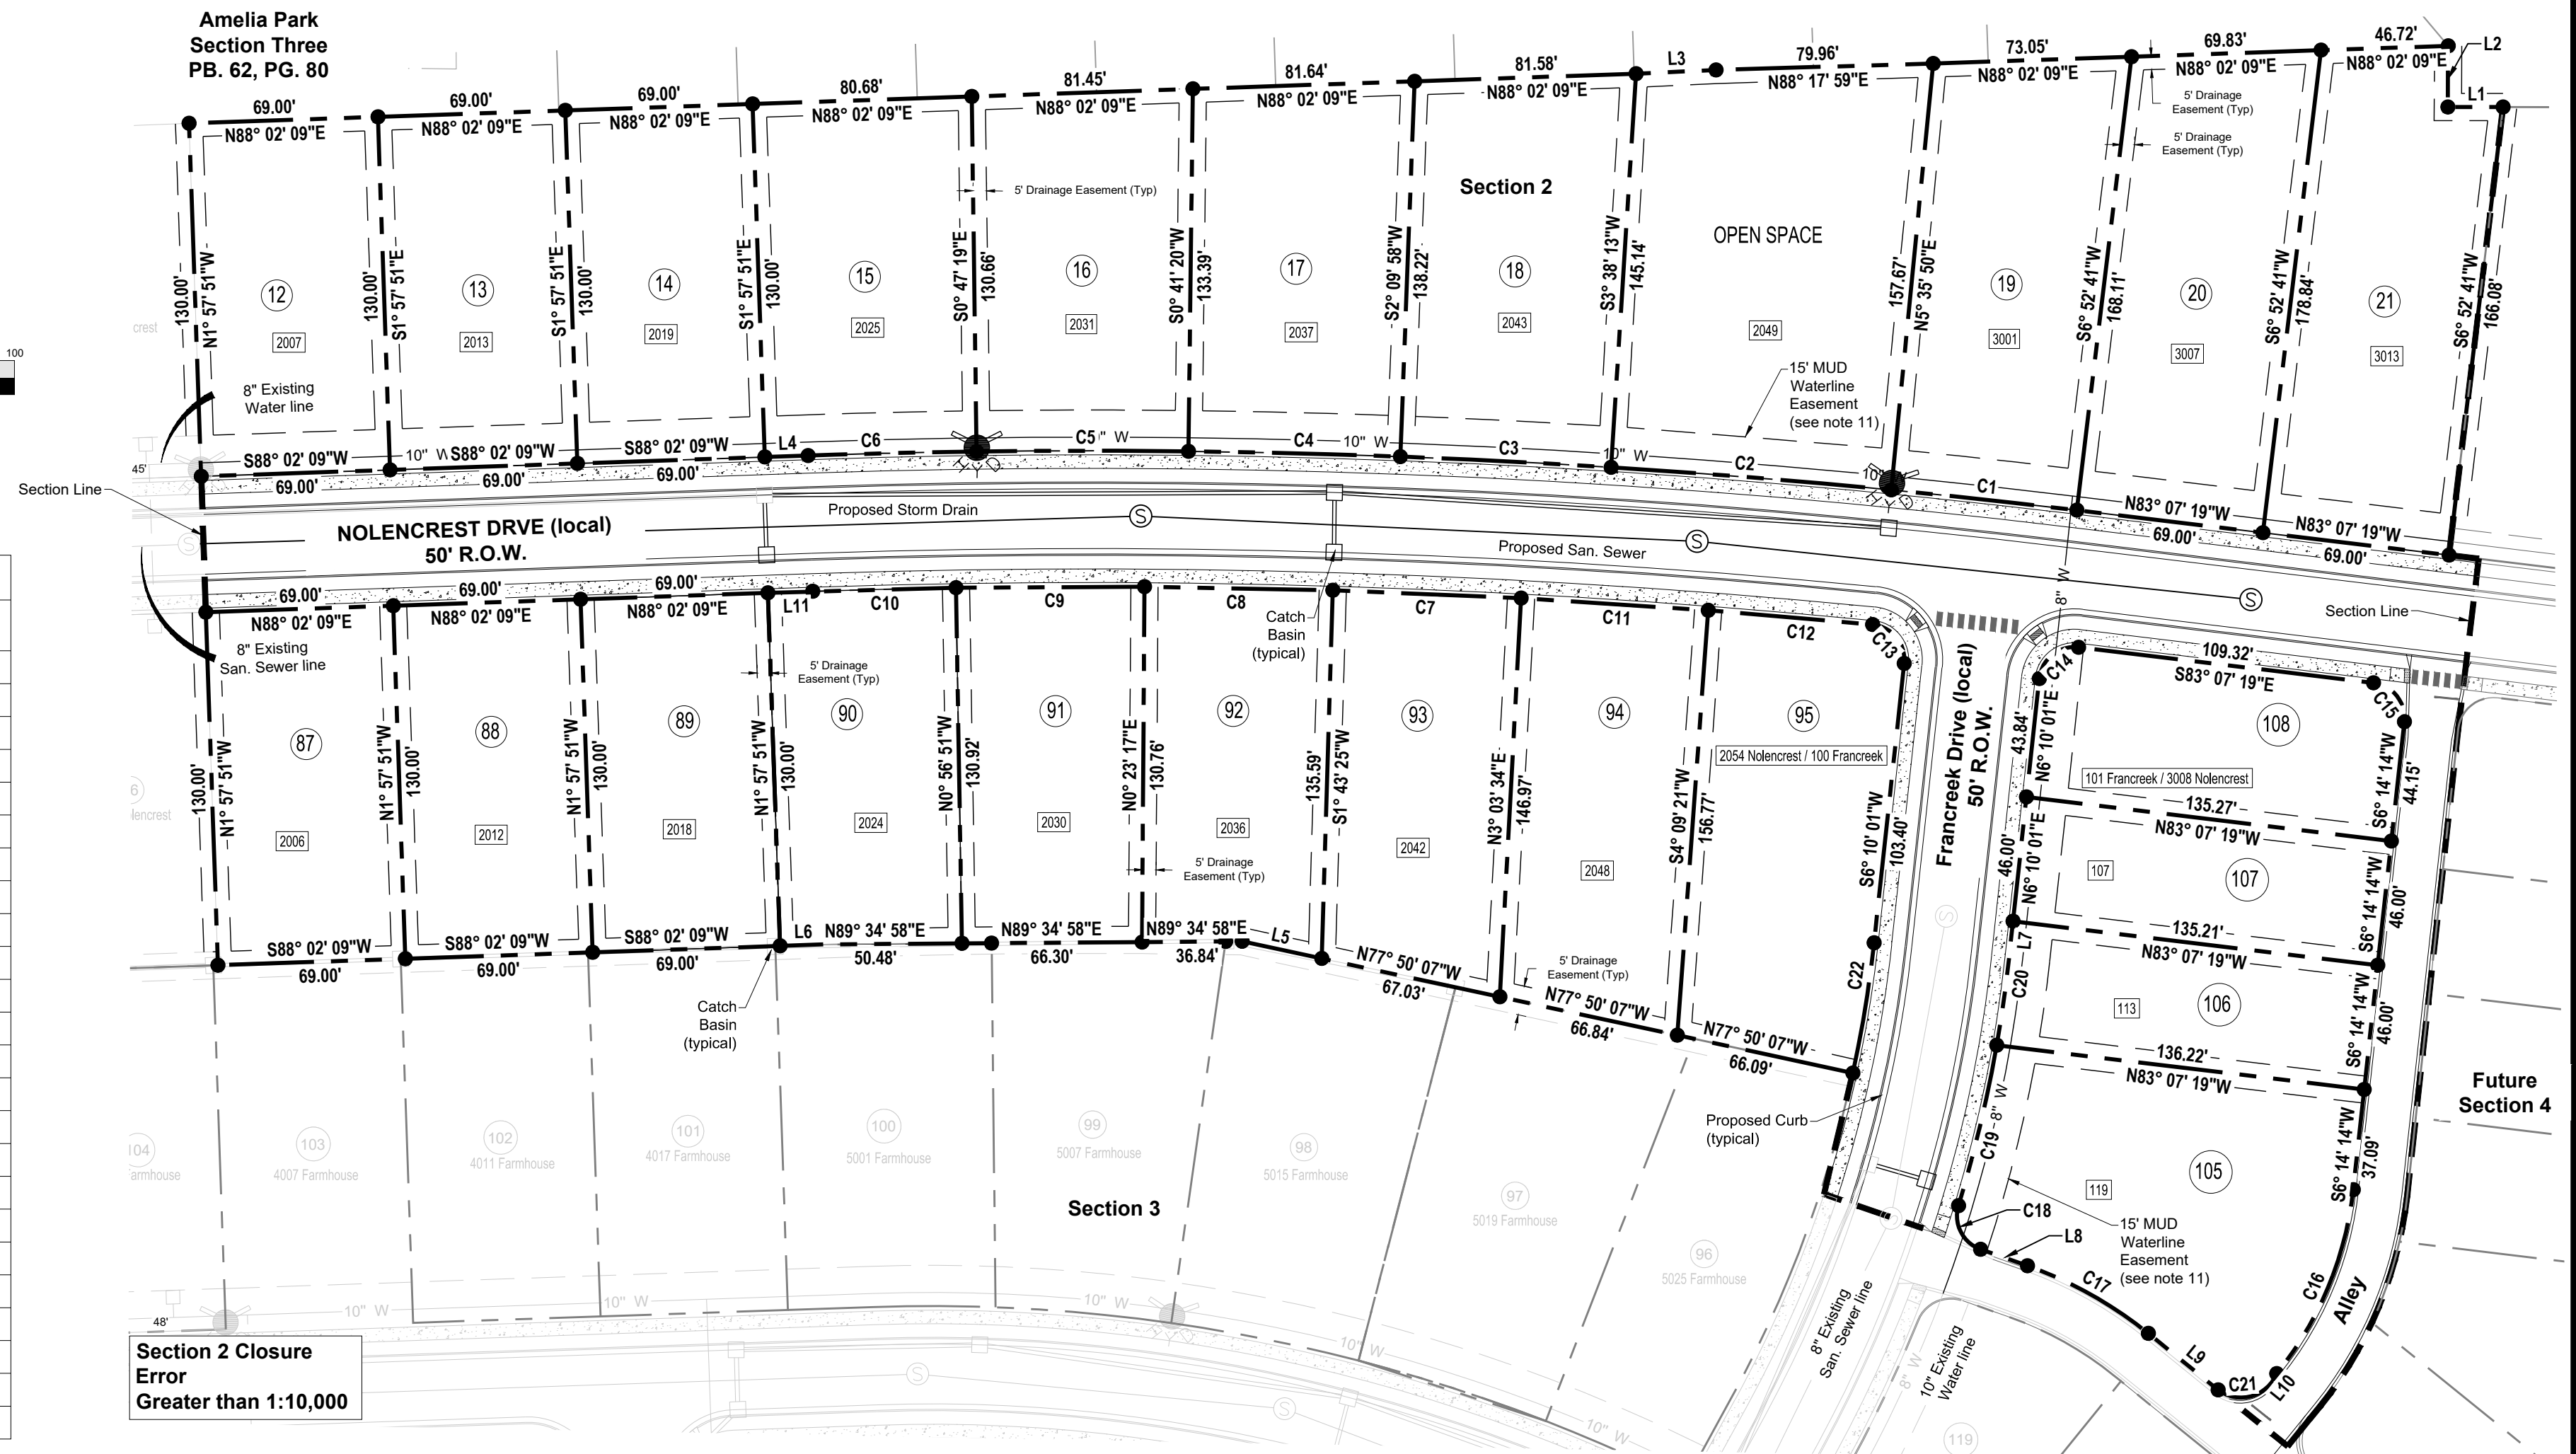 Amelia Park
Section Three
PB. 62, PG. 80
69.00'
N88° 02' 09"E
69.00'
N88° 02' 09"E
69.00'
N88° 02' 09"E
80.68'
N88° 02' 09"E
81.45'
N88° 02' 09"E
81.64'
N88° 02' 09"E
81.58'
N88° 02' 09"E
L3
79.96'
N88° 17' 59"E
73.05'
N88° 02' 09"E
69.83'
N88° 02' 09"E
46.72'
N88° 02' 09"E
L2
L1
5' Drainage
Easement (Typ)
5' Drainage
Easement (Typ)
5' Drainage Easement (Typ)
Section 2
OPEN SPACE
130.00'
N1° 57' 51"W
130.00'
S1° 57' 51"E
S1° 57' 51"E
130.00'
S1° 57' 51"E
130.00'
S0° 47' 19"E
130.66'
S0° 41' 20"W
133.39'
S2° 09' 58"W
138.22'
S3° 38' 13"W
145.14'
157.67'
N5° 35' 50"E
S6° 52' 41"W
168.11'
S6° 52' 41"W
178.84'
S6° 52' 41"W
166.08'
12
13
14
15
16
17
18
19
20
21
crest
2007
2013
2019
2025
2031
2037
2043
2049
3001
3007
3013
100
8" Existing
Water line
15' MUD
Waterline
Easement
(see note 11)
45'
S88° 02' 09"W
69.00'
10" W
S88° 02' 09"W
69.00'
S88° 02' 09"W
69.00'
L4
C6
C5
" W
C4
10" W
C3
10" W
C2
10"
C1
HYD
HYD
N83° 07' 19"W
69.00'
N83° 07' 19"W
69.00'
Section Line
NOLENCREST DRVE (local)
50' R.O.W.
Proposed Storm Drain
S
Proposed San. Sewer
S
S
S
8" W
Section Line
69.00'
N88° 02' 09"E
69.00'
N88° 02' 09"E
69.00'
N88° 02' 09"E
L11
C10
C9
C8
C7
C11
C12
C13
C14
C15
Catch
Basin
(typical)
8" Existing
San. Sewer line
5' Drainage
Easement (Typ)
109.32'
S83° 07' 19"E
87
88
89
90
91
92
93
94
95
108
Francreek Drive (local)
50' R.O.W.
2054 Nolencrest / 100 Francreek
101 Francreek / 3008 Nolencrest
43.84'
N6° 10' 01"E
S6° 14' 14"W
44.15'
130.00'
N1° 57' 51"W
N1° 57' 51"W
130.00'
N1° 57' 51"W
130.00'
N1° 57' 51"W
130.00'
N0° 56' 51"W
130.92'
N0° 23' 17"E
130.76'
135.59'
S1° 43' 25"W
N3° 03' 34"E
146.97'
S4° 09' 21"W
156.77'
S6° 10' 01"W
103.40'
135.27'
N83° 07' 19"W
6
lencrest
2006
2012
2018
2024
2030
2036
2042
2048
107
107
46.00'
N6° 10' 01"E
S6° 14' 14"W
46.00'
5' Drainage
Easement (Typ)
S88° 02' 09"W
69.00'
S88° 02' 09"W
69.00'
S88° 02' 09"W
69.00'
L6
N89° 34' 58"E
50.48'
N89° 34' 58"E
66.30'
N89° 34' 58"E
36.84'
L5
N77° 50' 07"W
67.03'
5' Drainage
Easement (Typ)
N77° 50' 07"W
66.84'
N77° 50' 07"W
66.09'
C22
S
L7
C20
135.21'
N83° 07' 19"W
113
106
S6° 14' 14"W
46.00'
136.22'
N83° 07' 19"W
Catch
Basin
(typical)
Proposed Curb
(typical)
C19
8" W
Future
Section 4
104
armhouse
103
4007 Farmhouse
102
4011 Farmhouse
101
4017 Farmhouse
100
5001 Farmhouse
99
5007 Farmhouse
98
5015 Farmhouse
97
5019 Farmhouse
96
5025 Farmhouse
Section 3
105
119
S6° 14' 14"W
37.09'
15' MUD
Waterline
Easement
(see note 11)
C18
L8
C17
C16
Alley
L9
C21
L10
S
48'
10" W
10" W
10" W
HYD
10" W
10" W
S
S
8" Existing
San. Sewer line
8" W
10" Existing
Water line
119
Section 2 Closure
Error
Greater than 1:10,000